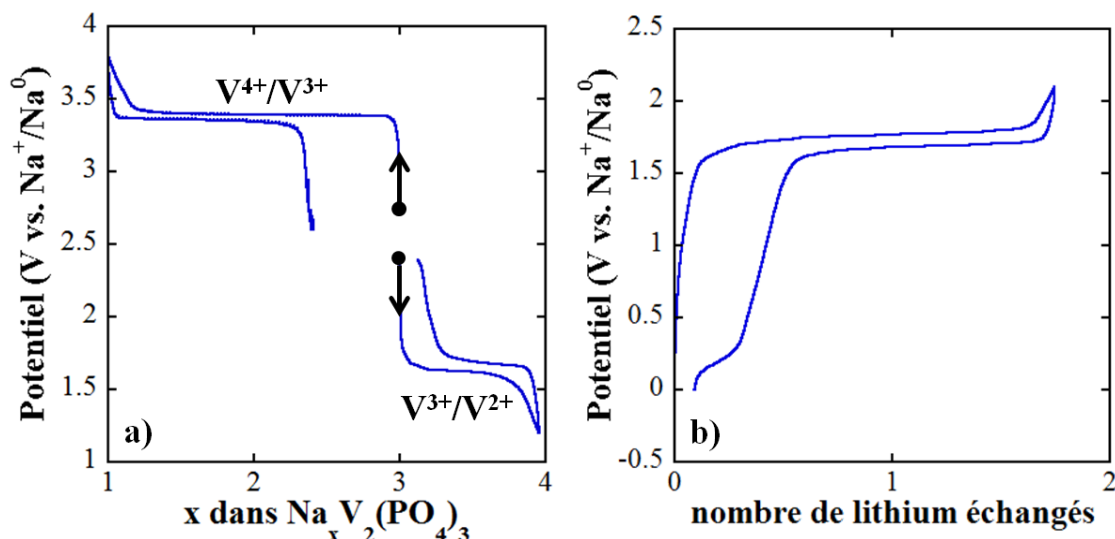 Potentiel (V vs. Na⁺/Na⁰)
4
3.5
3
2.5
2
1.5
1
V⁴⁺/V³⁺
V³⁺/V²⁺
a)
1
2
3
4
x dans NaₓV₂(PO₄)₃
Potentiel (V vs. Na⁺/Na⁰)
2.5
2
1.5
1
0.5
0
-0.5
b)
0
1
2
nombre de lithium échangés